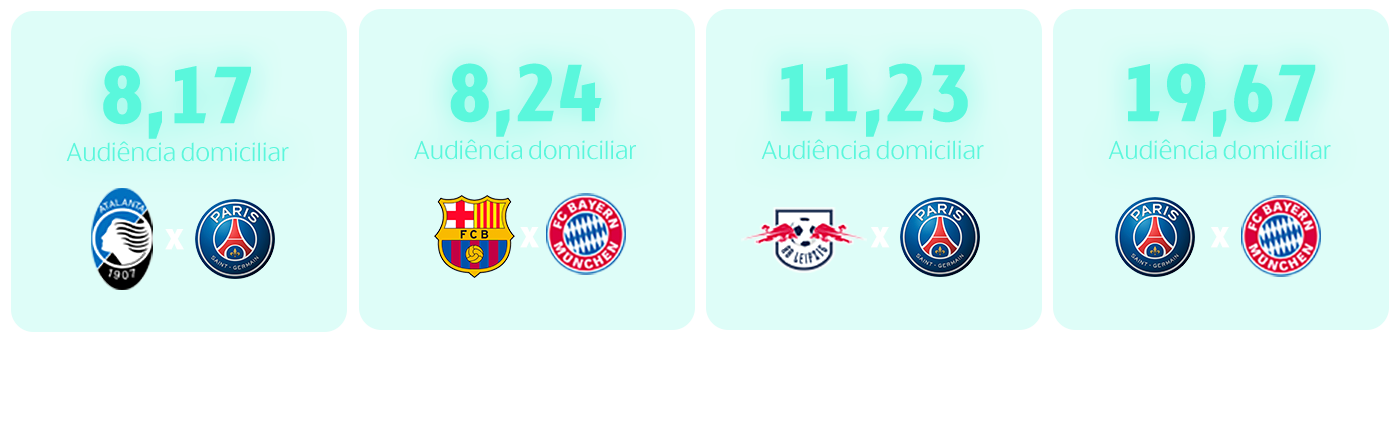 8,17
Audiência domiciliar
ATALANTA
1907
x
PARIS
SAINT - GERMAIN
8,24
Audiência domiciliar
FCB
x
FC BAYERN
MÜNCHEN
11,23
Audiência domiciliar
RB LEIPZIG
x
PARIS
SAINT - GERMAIN
19,67
Audiência domiciliar
PARIS
SAINT - GERMAIN
x
FC BAYERN
MÜNCHEN